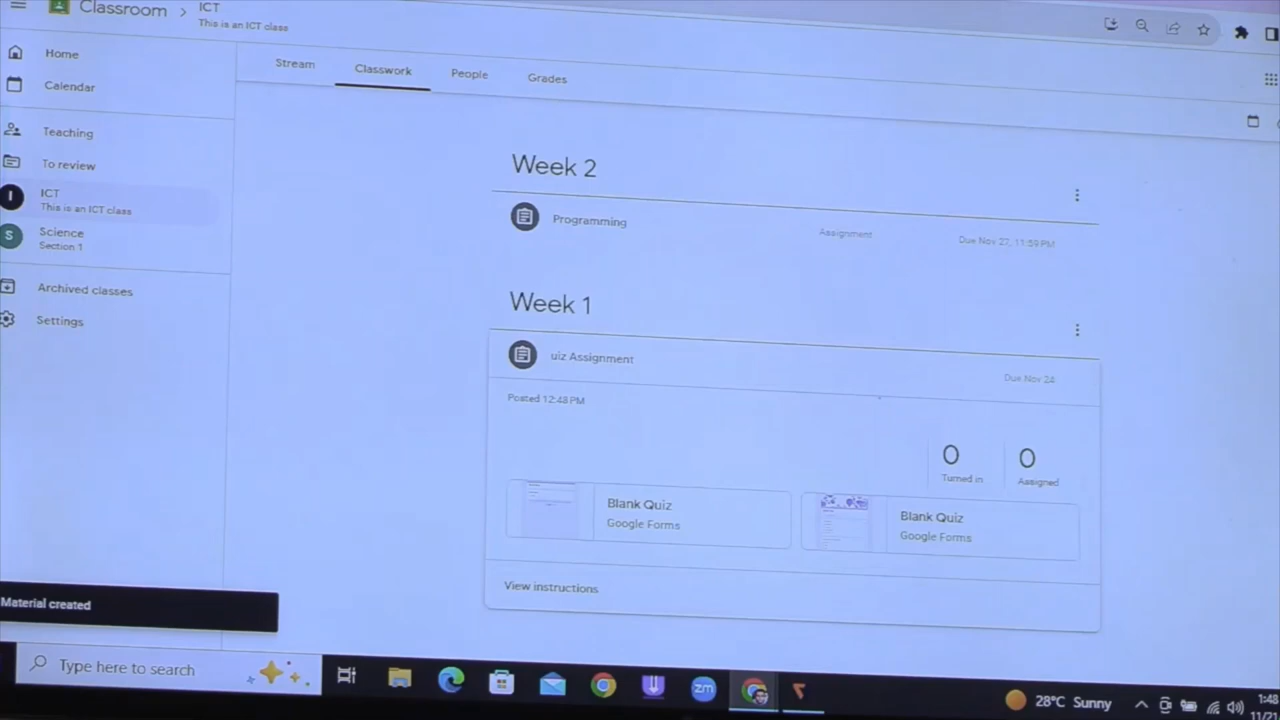 Classroom
ICT
This is an ICT class
Home
Calendar
Teaching
To review
I
ICT
This is an ICT class
S
Science
Section 1
Archived classes
Settings
Stream
Classwork
People
Grades
Week 2
Programming
Assignment
Due Nov 27, 11:59 PM
Week 1
uiz Assignment
Due Nov 24
Posted 12:48 PM
0
Turned in
0
Assigned
Blank Quiz
Google Forms
Blank Quiz
Google Forms
View instructions
Material created
Type here to search
zm
28°C Sunny
1:48